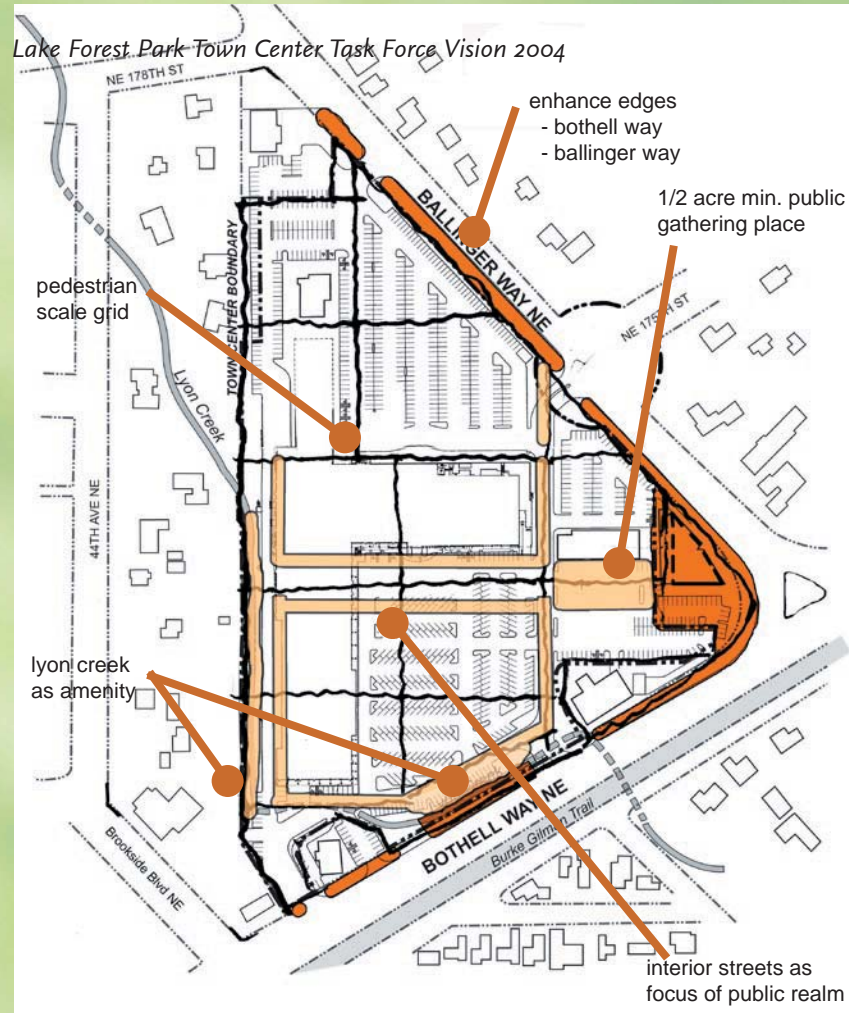 Lake Forest Park Town Center Task Force Vision 2004
NE 178TH ST
enhance edges
- bothell way
- ballinger way
1/2 acre min. public
gathering place
BALLINGER WAY NE
NE 175TH ST
TOWN CENTER BOUNDARY
pedestrian
scale grid
Lyon Creek
44TH AVE NE
lyon creek
as amenity
BOTHELL WAY NE
Burke Gilman Trail
Brookside Blvd NE
interior streets as
focus of public realm